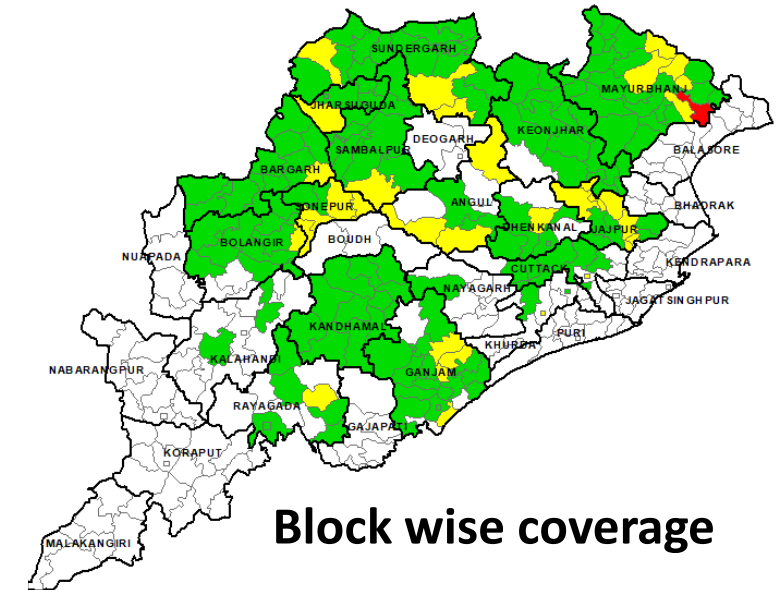 SUNDERGARH
MAYURBHANJ
JHARSUGUDA
KEONJHAR
DEOGARH
SAMBALPUR
BALASORE
BARGARH
ANGUL
BHADRAK
SONEPUR
DHENKANAL
JAJPUR
BOLANGIR
BOUDH
NUAPADA
KENDRAPARA
CUTTACK
NAYAGARH
JAGATSINGHPUR
KANDHAMAL
PURI
KHURDA
KALAHANDI
NABARANGPUR
GANJAM
RAYAGADA
GAJAPATI
KORAPUT
Block wise coverage
MALAKANGIRI